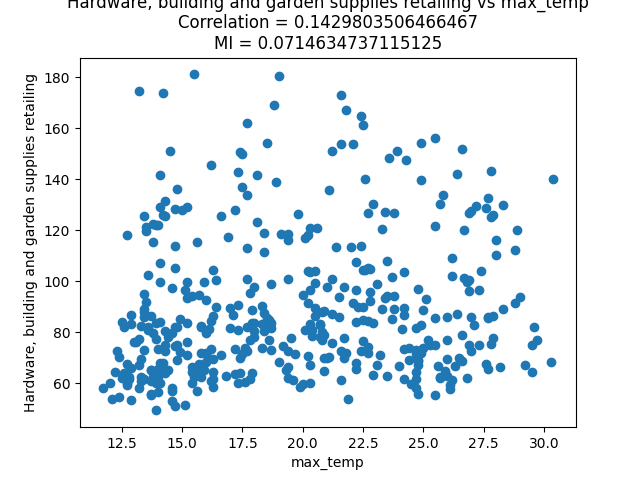 Hardware, building and garden supplies retailing vs max_temp
Correlation = 0.1429803506466467
MI = 0.0714634737115125
Hardware, building and garden supplies retailing
180
160
140
120
100
80
60
12.5 15.0 17.5 20.0 22.5 25.0 27.5 30.0
max_temp